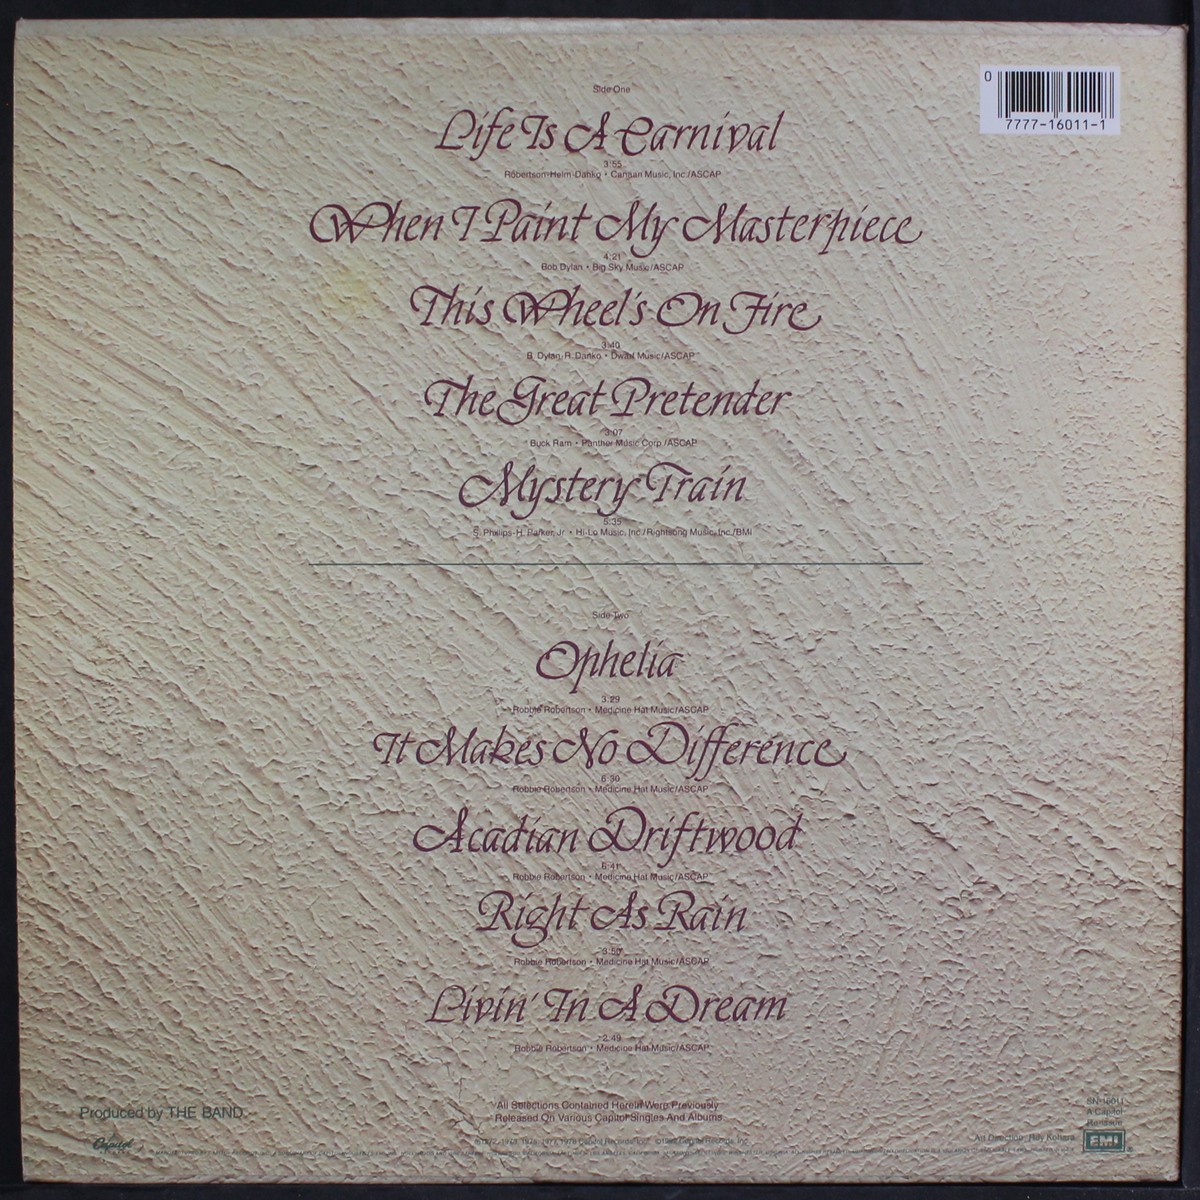 0
7777-16011-1
Side One
Life Is A Carnival
3:55
Robertson-Helm-Danko • Canaan Music, Inc./ASCAP
When I Paint My Masterpiece
4:21
Bob Dylan • Big Sky Music/ASCAP
This Wheel's On Fire
3:40
B. Dylan-R. Danko • Dwarf Music/ASCAP
The Great Pretender
3:07
Buck Ram • Panther Music Corp./ASCAP
Mystery Train
5:35
S. Phillips-H. Parker, Jr. • Hi-Lo Music, Inc./Rightsong Music, Inc./BMI
Side Two
Ophelia
3:29
Robbie Robertson • Medicine Hat Music/ASCAP
It Makes No Difference
6:30
Robbie Robertson • Medicine Hat Music/ASCAP
Acadian Driftwood
6:41
Robbie Robertson • Medicine Hat Music/ASCAP
Right As Rain
3:50
Robbie Robertson • Medicine Hat Music/ASCAP
Livin' In A Dream
2:49
Robbie Robertson • Medicine Hat Music/ASCAP
Produced by THE BAND
All Selections Contained Herein Were Previously
Released On Various Capitol Singles And Albums.
SN-16011
A Capitol
Reissue
Capitol
Capitol Records, Inc.
Art Direction: Roy Kohara
EMI